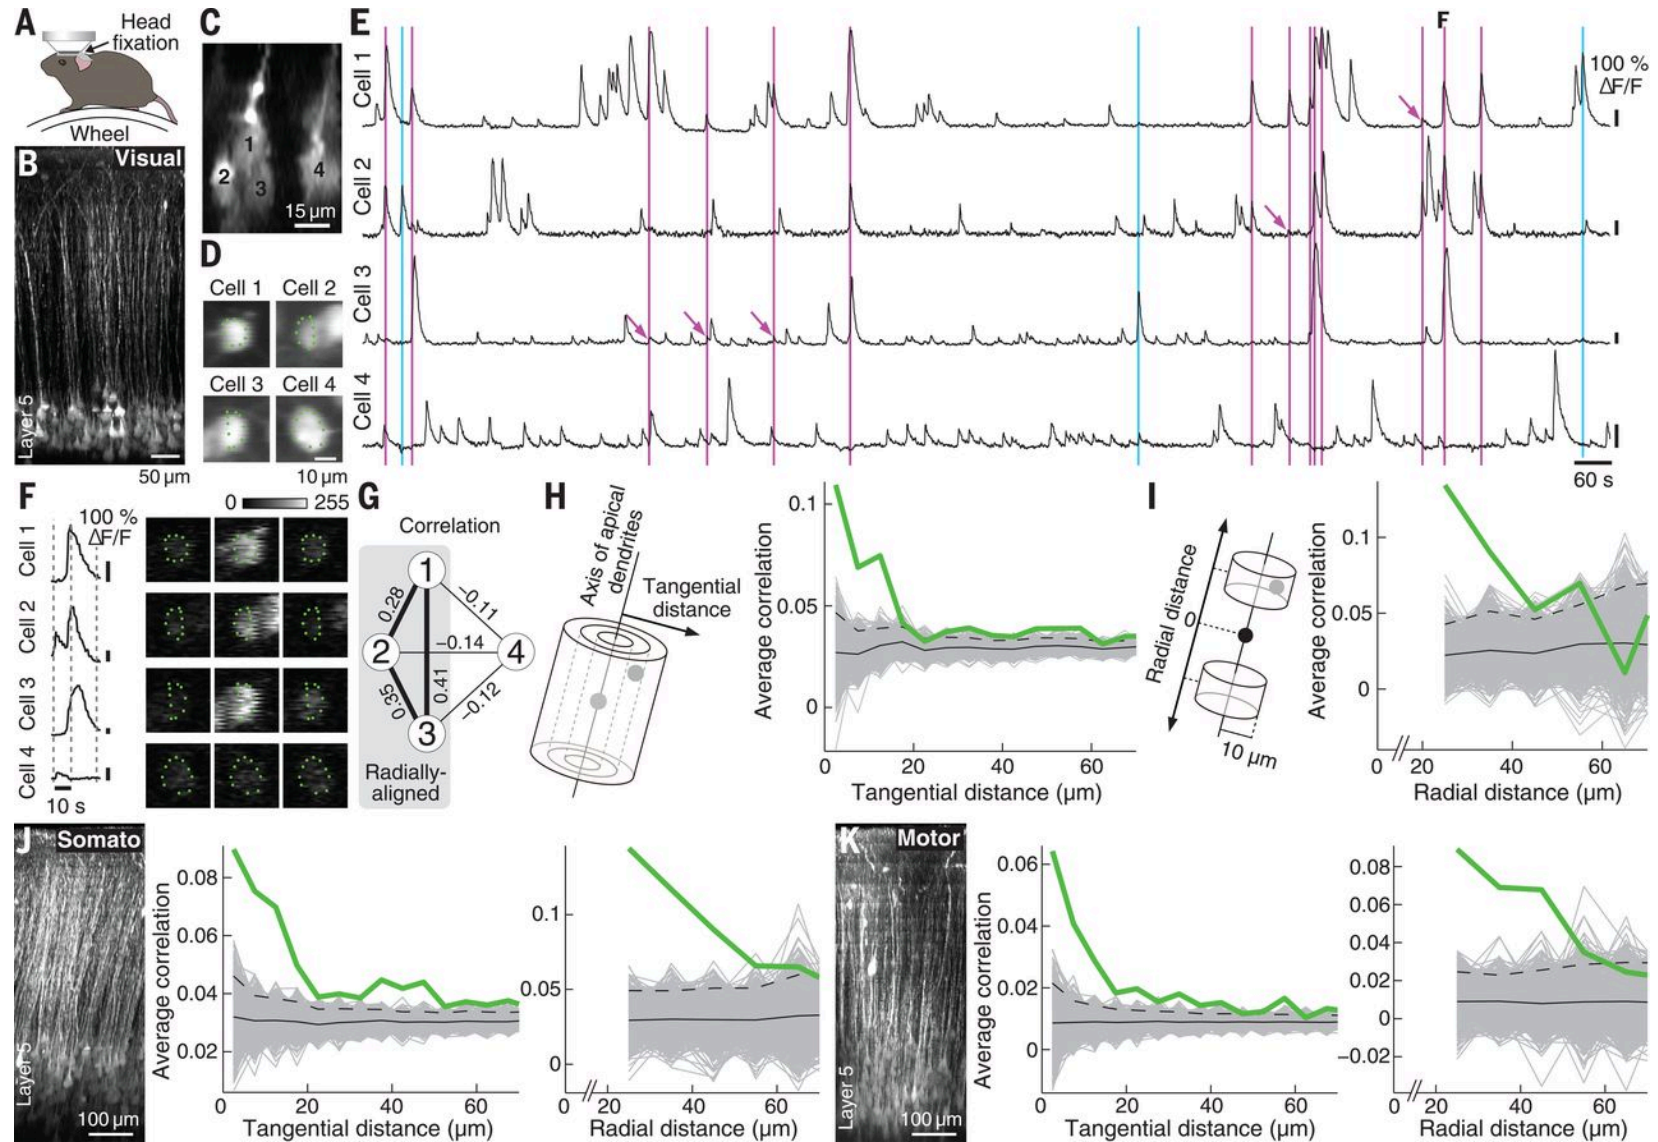 A
Head
fixation
Wheel
B
Visual
Layer 5
50 µm
C
1
2
3
4
15 µm
D
Cell 1
Cell 2
Cell 3
Cell 4
10 µm
E
F
Cell 1
Cell 2
Cell 3
Cell 4
100 %
ΔF/F
60 s
F
0
255
100 %
ΔF/F
Cell 1
Cell 2
Cell 3
Cell 4
10 s
G
Correlation
1
2
3
4
0.28
−0.11
−0.14
0.41
0.35
−0.12
Radially-
aligned
H
Axis of apical
dendrites
Tangential
distance
Average correlation
0.1
0.05
0
0
20
40
60
Tangential distance (µm)
I
Radial distance
0
10 µm
Average correlation
0.1
0.05
0
0
20
40
60
Radial distance (µm)
J
Somato
Layer 5
100 µm
Average correlation
0.08
0.06
0.04
0.02
0
20
40
60
Tangential distance (µm)
0.1
0.05
0
0
20
40
60
Radial distance (µm)
K
Motor
Layer 5
100 µm
Average correlation
0.06
0.04
0.02
0
0
20
40
60
Tangential distance (µm)
0.08
0.06
0.04
0.02
0
−0.02
0
20
40
60
Radial distance (µm)